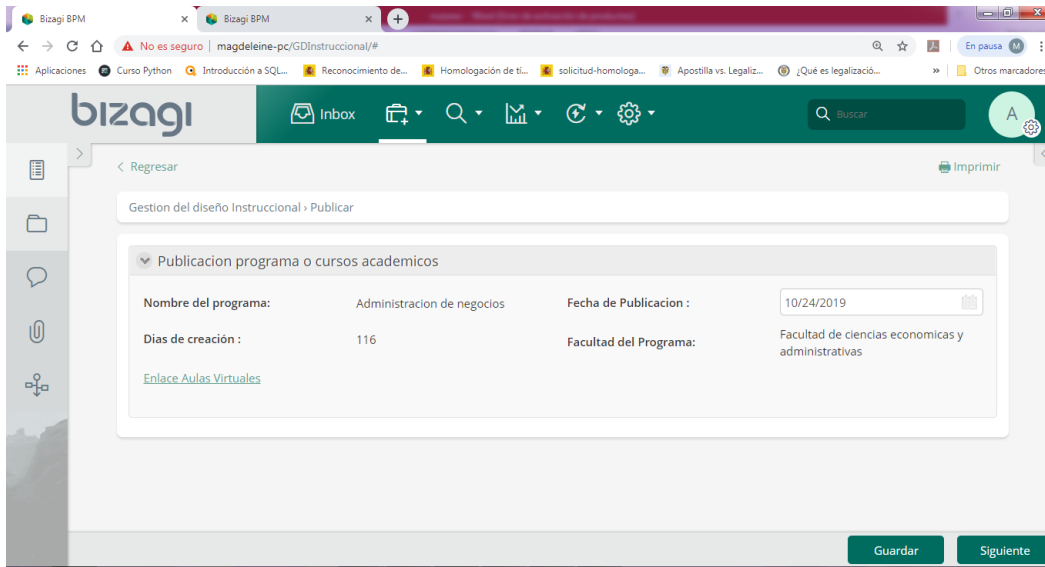 Bizagi BPM
Bizagi BPM
No es seguro | magdeleine-pc/GDInstruccional/#
En pausa M
Aplicaciones Curso Python Introducción a SQL... Reconocimiento de... Homologación de tí... solicitud-homologa... Apostilla vs. Legaliz... ¿Qué es legalizació... » Otros marcadores
bizagi Inbox Buscar A
< Regresar Imprimir
Gestion del diseño Instruccional › Publicar
Publicacion programa o cursos academicos
Nombre del programa: Administracion de negocios Fecha de Publicacion : 10/24/2019
Dias de creación : 116 Facultad del Programa: Facultad de ciencias economicas y
administrativas
Enlace Aulas Virtuales
Guardar Siguiente